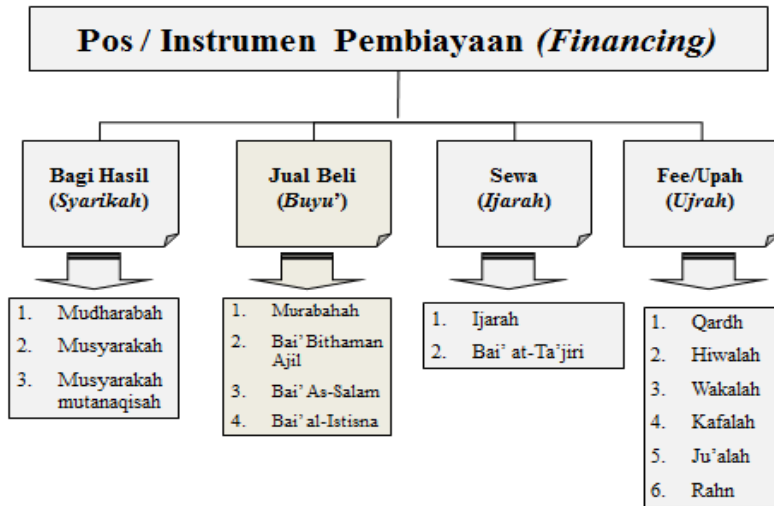 Pos / Instrumen Pembiayaan (Financing)
Bagi Hasil
(Syarikah)
Jual Beli
(Buyu’)
Sewa
(Ijarah)
Fee/Upah
(Ujrah)
1. Mudharabah
2. Musyarakah
3. Musyarakah
mutanaqisah
1. Murabahah
2. Bai’ Bithaman
Ajil
3. Bai’ As-Salam
4. Bai’ al-Istisna
1. Ijarah
2. Bai’ at-Ta’jiri
1. Qardh
2. Hiwalah
3. Wakalah
4. Kafalah
5. Ju’alah
6. Rahn